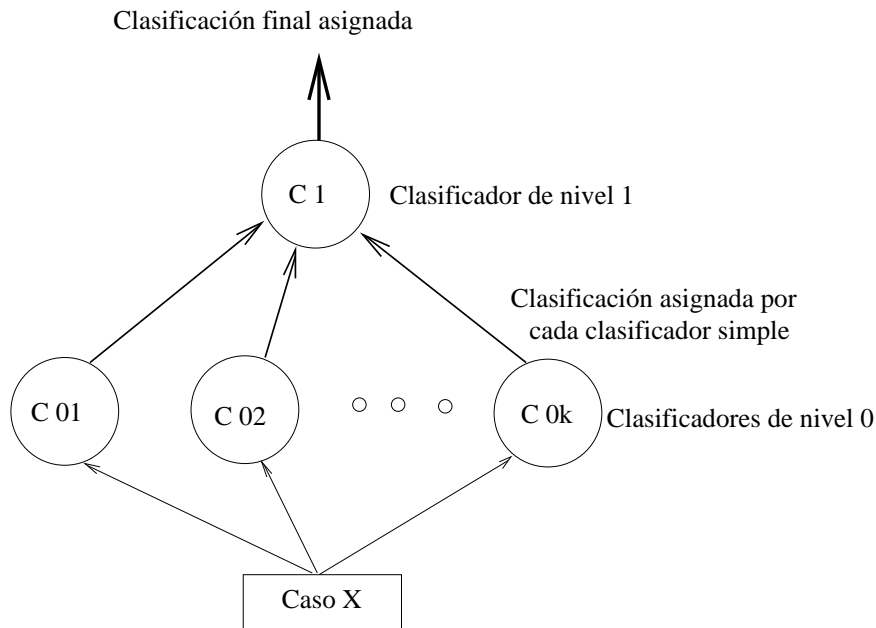 Clasificación final asignada
C 1
Clasificador de nivel 1
Clasificación asignada por
cada clasificador simple
C 01
C 02
C 0k
Clasificadores de nivel 0
Caso X